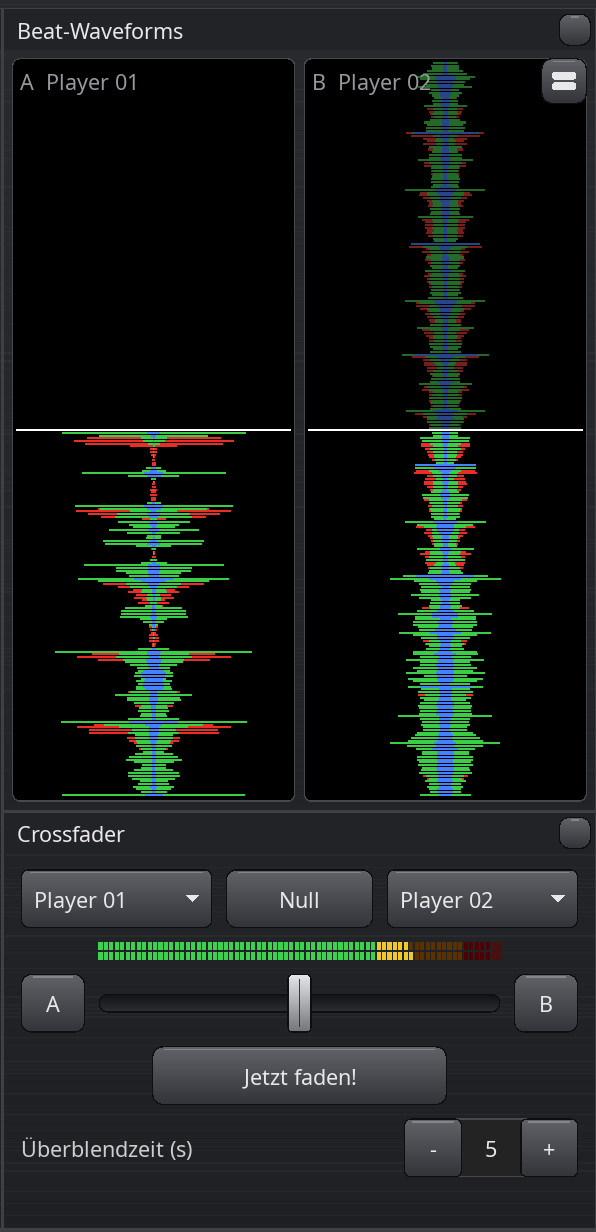 Beat-Waveforms
A Player 01
B Player 02
Crossfader
Player 01
Null
Player 02
A
B
Jetzt faden!
Überblendzeit (s)
-
5
+